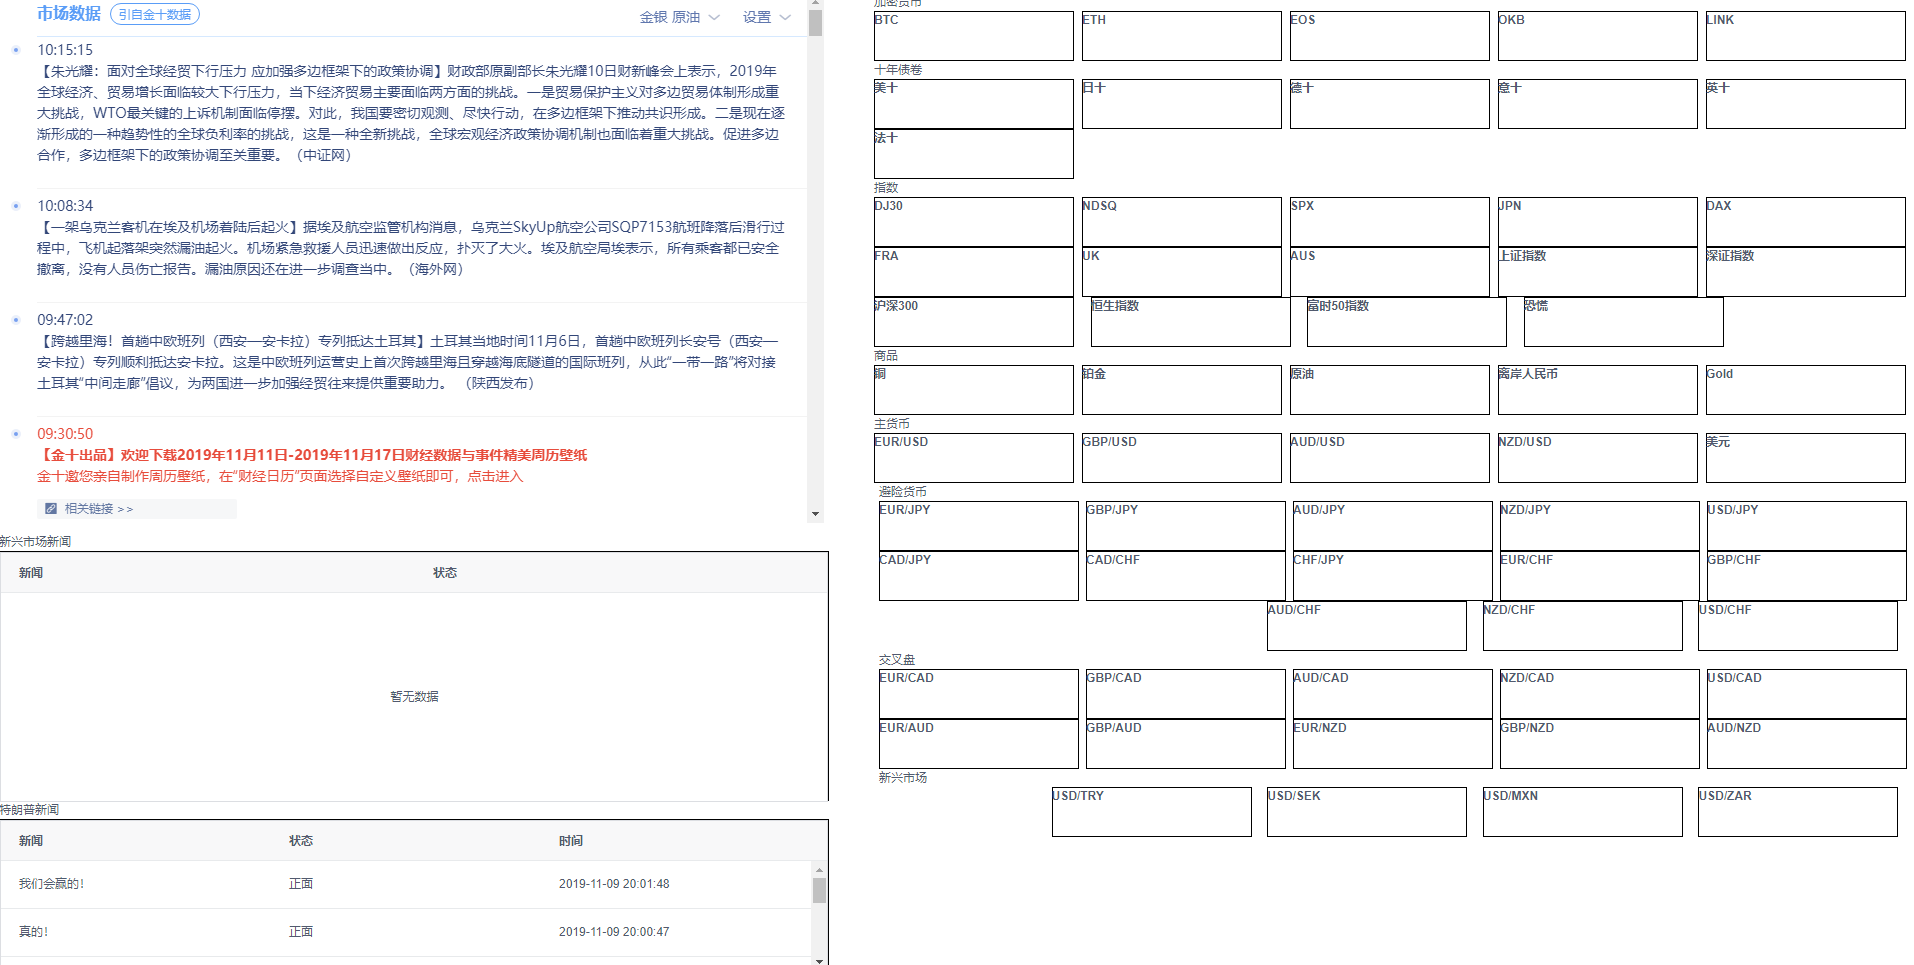 市场数据 引自金十数据 金银 原油 设置
10:15:15
【朱光耀：面对全球经贸下行压力 应加强多边框架下的政策协调】财政部原副部长朱光耀10日财新峰会上表示，2019年
全球经济、贸易增长面临较大下行压力，当下经济贸易主要面临两方面的挑战。一是贸易保护主义对多边贸易体制形成重
大挑战，WTO最关键的上诉机制面临停摆。对此，我国要密切观测、尽快行动，在多边框架下推动共识形成。二是现在逐
渐形成的一种趋势性的全球负利率的挑战，这是一种全新挑战，全球宏观经济政策协调机制也面临着重大挑战。促进多边
合作，多边框架下的政策协调至关重要。（中证网）
10:08:34
【一架乌克兰客机在埃及机场着陆后起火】据埃及航空监管机构消息，乌克兰SkyUp航空公司SQP7153航班降落后滑行过
程中，飞机起落架突然漏油起火。机场紧急救援人员迅速做出反应，扑灭了大火。埃及航空局埃表示，所有乘客都已安全
撤离，没有人员伤亡报告。漏油原因还在进一步调查当中。（海外网）
09:47:02
【跨越里海！首趟中欧班列（西安—安卡拉）专列抵达土耳其】土耳其当地时间11月6日，首趟中欧班列长安号（西安—
安卡拉）专列顺利抵达安卡拉。这是中欧班列运营史上首次跨越里海且穿越海底隧道的国际班列，从此“一带一路”将对接
土耳其“中间走廊”倡议，为两国进一步加强经贸往来提供重要助力。 （陕西发布）
09:30:50
【金十出品】欢迎下载2019年11月11日-2019年11月17日财经数据与事件精美周历壁纸
金十邀您亲自制作周历壁纸，在“财经日历”页面选择自定义壁纸即可，点击进入
相关链接 >>
新兴市场新闻
新闻 状态
暂无数据
特朗普新闻
新闻 状态 时间
我们会赢的！ 正面 2019-11-09 20:01:48
真的！ 正面 2019-11-09 20:00:47
加密货币
BTC ETH EOS OKB LINK
十年债卷
美十 日十 德十 意十 英十
法十
指数
DJ30 NDSQ SPX JPN DAX
FRA UK AUS 上证指数 深证指数
沪深300 恒生指数 富时50指数 恐慌
商品
铜 铂金 原油 离岸人民币 Gold
主货币
EUR/USD GBP/USD AUD/USD NZD/USD 美元
避险货币
EUR/JPY GBP/JPY AUD/JPY NZD/JPY USD/JPY
CAD/JPY CAD/CHF CHF/JPY EUR/CHF GBP/CHF
AUD/CHF NZD/CHF USD/CHF
交叉盘
EUR/CAD GBP/CAD AUD/CAD NZD/CAD USD/CAD
EUR/AUD GBP/AUD EUR/NZD GBP/NZD AUD/NZD
新兴市场
USD/TRY USD/SEK USD/MXN USD/ZAR